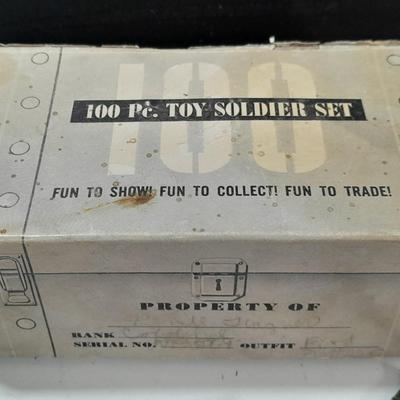 100
100 Pc. TOY SOLDIER SET
FUN TO SHOW! FUN TO COLLECT! FUN TO TRADE!
PROPERTY OF
RANK
SERIAL NO. OUTFIT